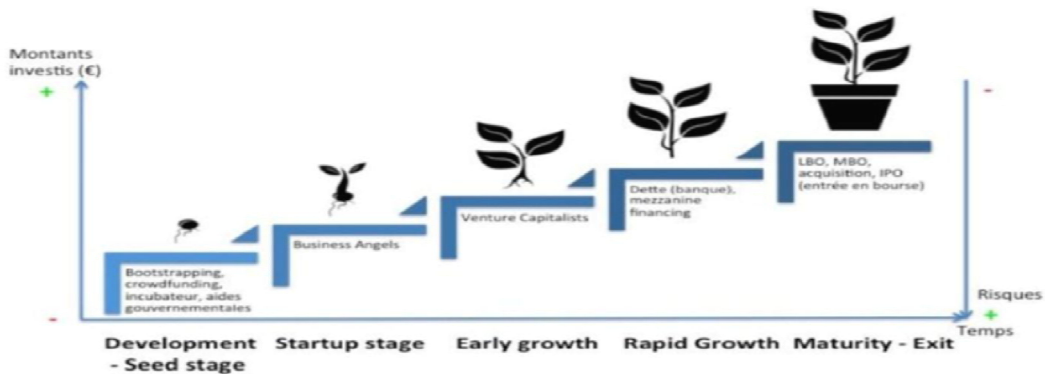 Montants
investis (€)
+
-
-
Risques
+
Temps
Bootstrapping,
crowdfunding,
incubateur, aides
gouvernementales
Business Angels
Venture Capitalists
Dette (banque),
mezzanine
financing
LBO, MBO,
acquisition, IPO
(entrée en bourse)
Development
- Seed stage
Startup stage
Early growth
Rapid Growth
Maturity - Exit